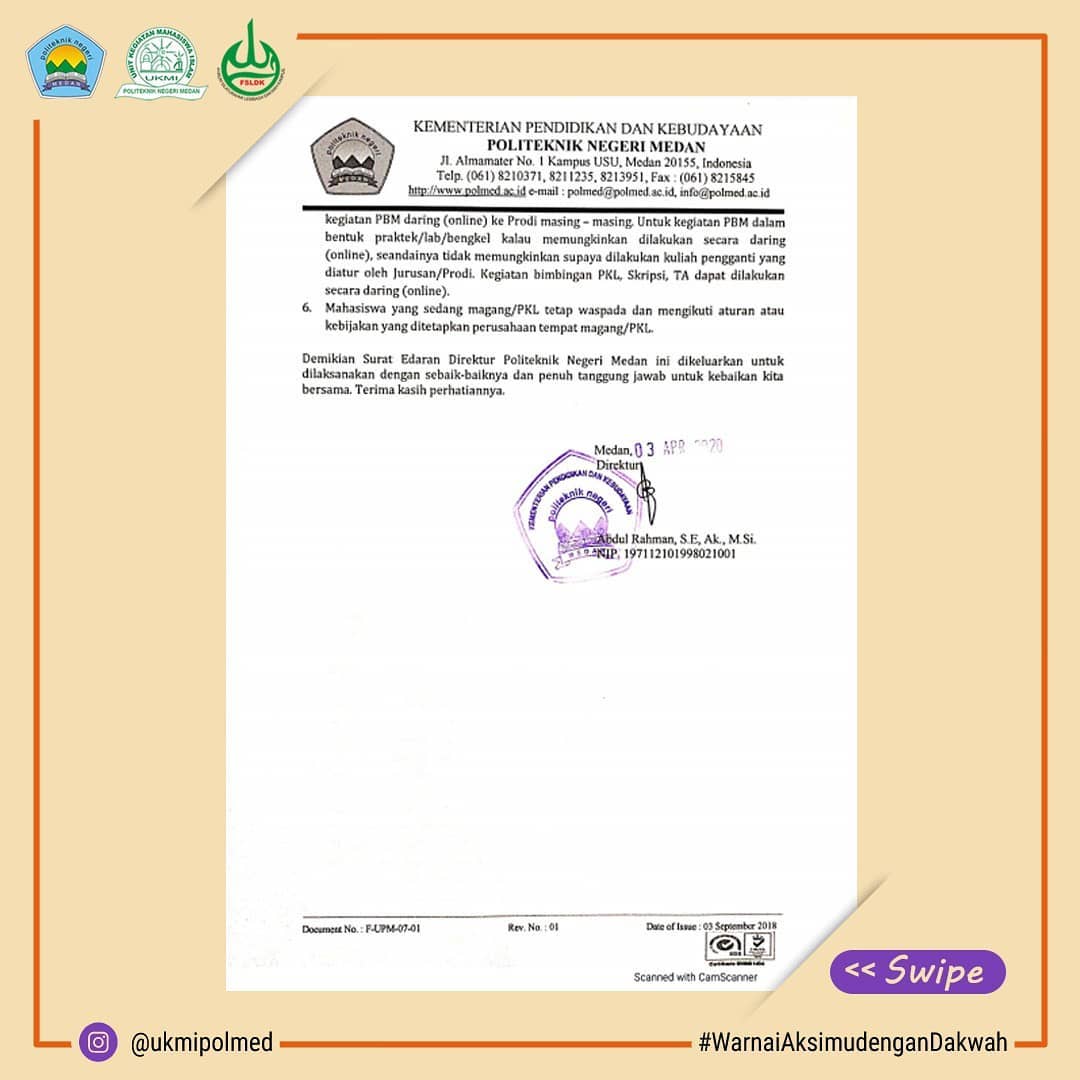 politeknik negeri
MEDAN
UNIT KEGIATAN MAHASISWA ISLAM
UKMI
POLITEKNIK NEGERI MEDAN
FSLDK
politeknik negeri
MEDAN
KEMENTERIAN PENDIDIKAN DAN KEBUDAYAAN
POLITEKNIK NEGERI MEDAN
Jl. Almamater No. 1 Kampus USU, Medan 20155, Indonesia
Telp. (061) 8210371, 8211235, 8213951, Fax : (061) 8215845
http://www.polmed.ac.id e-mail : polmed@polmed.ac.id, info@polmed.ac.id
kegiatan PBM daring (online) ke Prodi masing – masing. Untuk kegiatan PBM dalam
bentuk praktek/lab/bengkel kalau memungkinkan dilakukan secara daring
(online), seandainya tidak memungkinkan supaya dilakukan kuliah pengganti yang
diatur oleh Jurusan/Prodi. Kegiatan bimbingan PKL, Skripsi, TA dapat dilakukan
secara daring (online).
6. Mahasiswa yang sedang magang/PKL tetap waspada dan mengikuti aturan atau
kebijakan yang ditetapkan perusahaan tempat magang/PKL.
Demikian Surat Edaran Direktur Politeknik Negeri Medan ini dikeluarkan untuk
dilaksanakan dengan sebaik-baiknya dan penuh tanggung jawab untuk kebaikan kita
bersama. Terima kasih perhatiannya.
Medan, 03 APR 2020
Direktur
KEMENTERIAN PENDIDIKAN DAN KEBUDAYAAN
politeknik negeri
MEDAN
Abdul Rahman, S.E, Ak., M.Si.
NIP. 197112101998021001
Document No. : F-UPM-07-01 Rev. No. : 01 Date of Issue : 03 September 2018
SGS
Scanned with CamScanner
<< Swipe
@ukmipolmed
#WarnaiAksimudenganDakwah